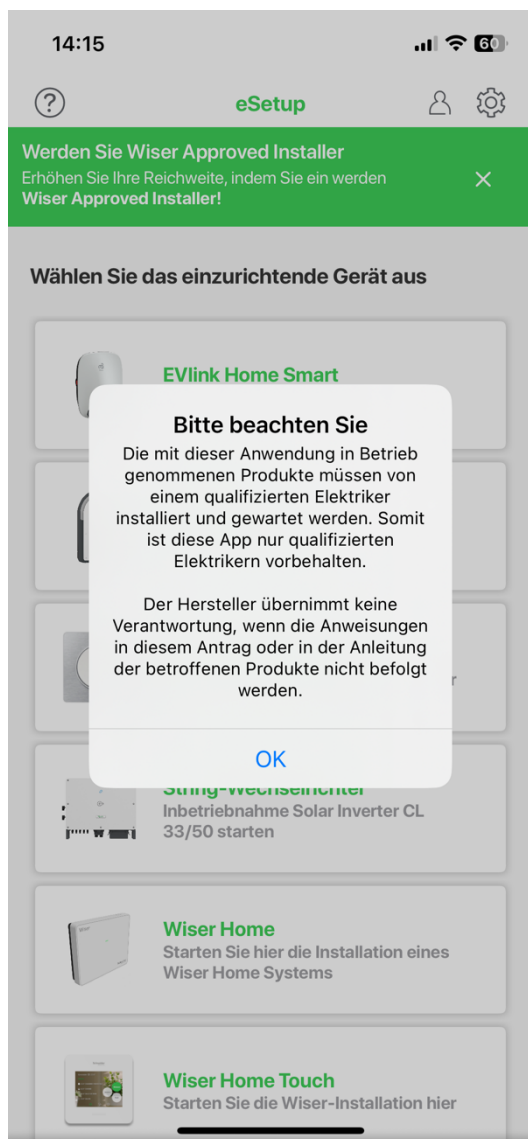 14:15
60
eSetup
Werden Sie Wiser Approved Installer
Erhöhen Sie Ihre Reichweite, indem Sie ein werden
Wiser Approved Installer!
Wählen Sie das einzurichtende Gerät aus
EVlink Home Smart
Bitte beachten Sie
Die mit dieser Anwendung in Betrieb
genommenen Produkte müssen von
einem qualifizierten Elektriker
installiert und gewartet werden. Somit
ist diese App nur qualifizierten
Elektrikern vorbehalten.
Der Hersteller übernimmt keine
Verantwortung, wenn die Anweisungen
in diesem Antrag oder in der Anleitung
der betroffenen Produkte nicht befolgt
werden.
OK
String-Wechselrichter
Inbetriebnahme Solar Inverter CL
33/50 starten
Wiser Home
Starten Sie hier die Installation eines
Wiser Home Systems
Wiser Home Touch
Starten Sie die Wiser-Installation hier